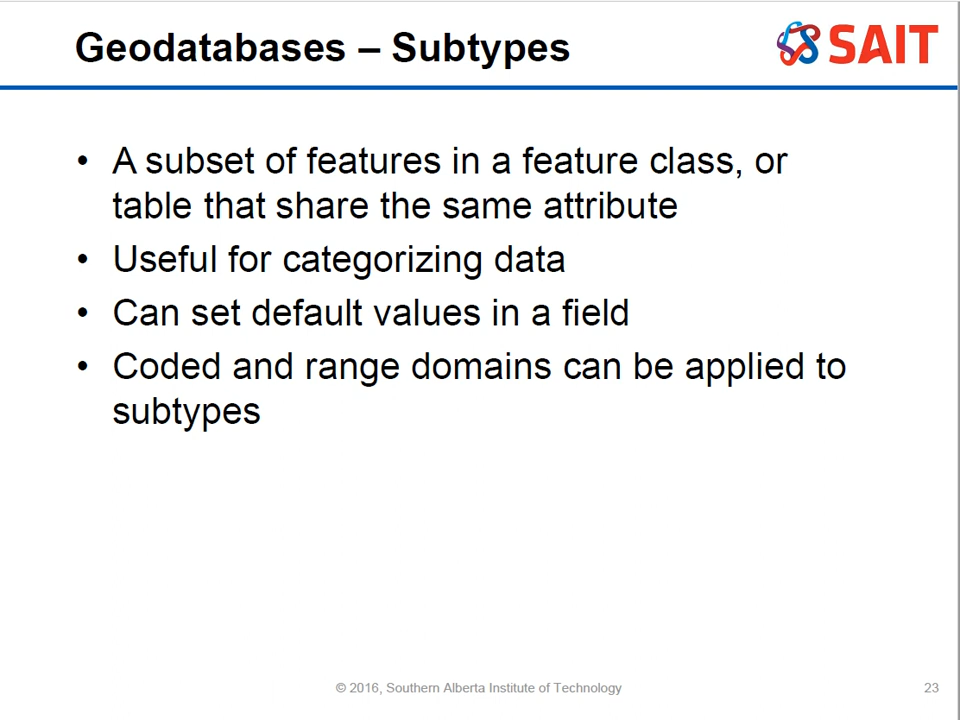 Geodatabases – Subtypes
SAIT
• A subset of features in a feature class, or
table that share the same attribute
• Useful for categorizing data
• Can set default values in a field
• Coded and range domains can be applied to
subtypes
© 2016, Southern Alberta Institute of Technology
23